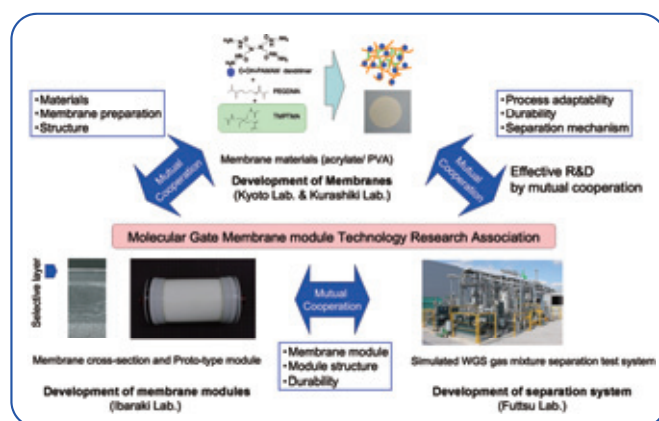 O-OH-PAMAM dendrimer
+
PEGDMA
+
TMPTMA
・Materials
・Membrane preparation
・Structure
・Process adaptability
・Durability
・Separation mechanism
Mutual
Cooperation
Mutual
Cooperation
Membrane materials (acrylate/ PVA)
Development of Membranes
(Kyoto Lab. & Kurashiki Lab.)
Effective R&D
by mutual cooperation
Molecular Gate Membrane module Technology Research Association
Selective layer
Mutual
Cooperation
Membrane cross-section and Proto-type module
・Membrane module
・Module structure
・Durability
Simulated WGS gas mixture separation test system
Development of membrane modules
(Ibaraki Lab.)
Development of separation system
(Futtsu Lab.)